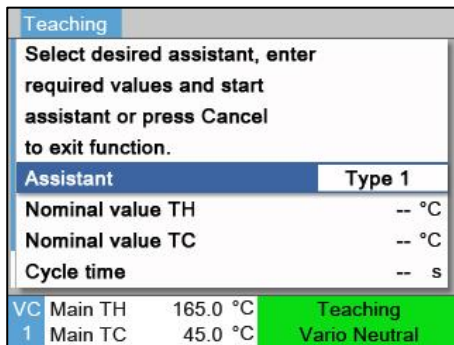 Teaching
Select desired assistant, enter
required values and start
assistant or press Cancel
to exit function.
Assistant Type 1
Nominal value TH -- °C
Nominal value TC -- °C
Cycle time -- s
VC Main TH 165.0 °C Teaching
1 Main TC 45.0 °C Vario Neutral